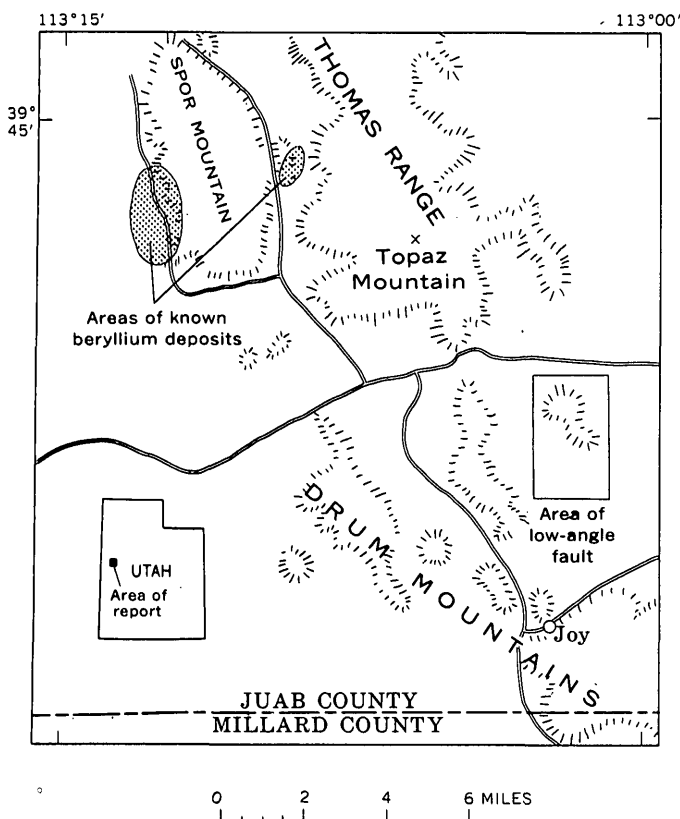 113°15′
113°00′
39°
45′
SPOR MOUNTAIN
THOMAS RANGE
x
Topaz
Mountain
Areas of known
beryllium deposits
Area of
low-angle
fault
DRUM MOUNTAINS
UTAH
Area of
report
Joy
JUAB COUNTY
MILLARD COUNTY
0 2 4 6 MILES